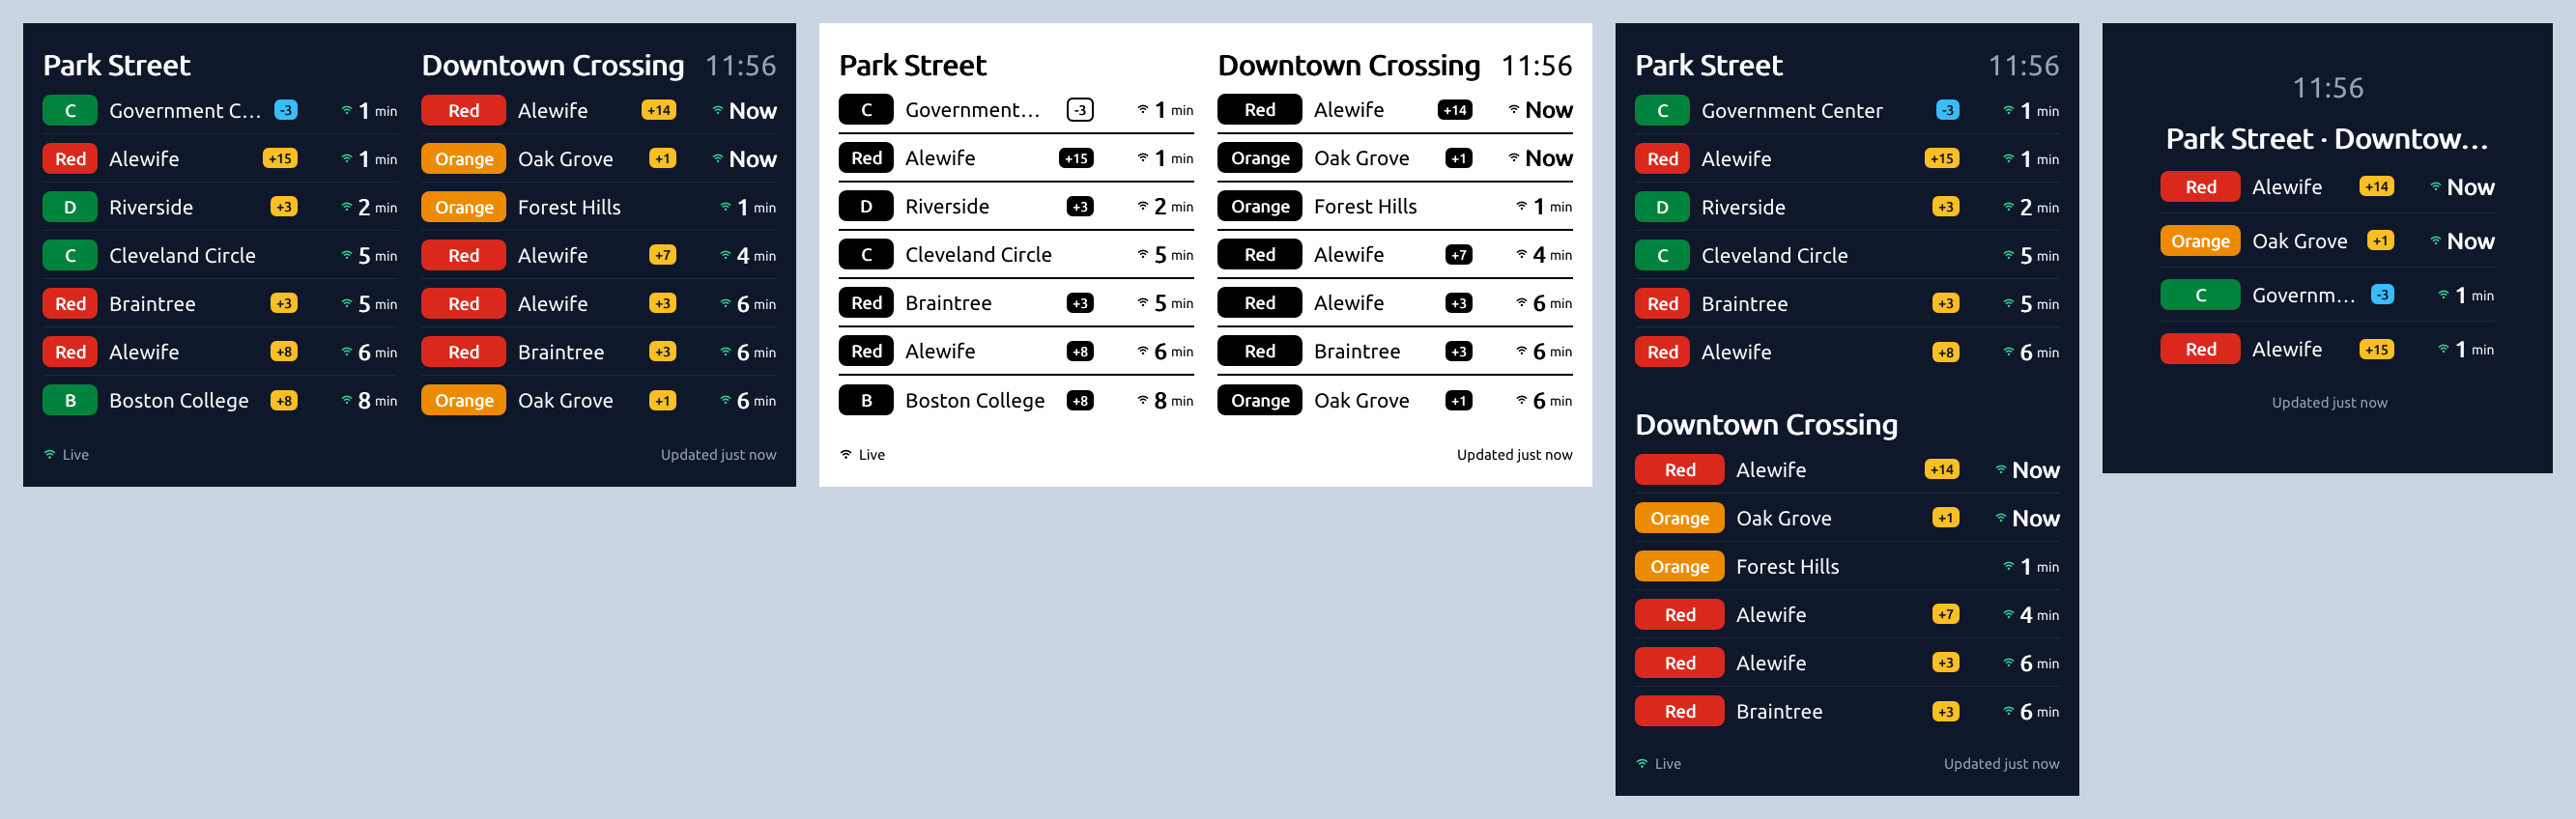 Park Street
C Government C... -3 1 min
Red Alewife +15 1 min
D Riverside +3 2 min
C Cleveland Circle 5 min
Red Braintree +3 5 min
Red Alewife +8 6 min
B Boston College +8 8 min
Downtown Crossing 11:56
Red Alewife +14 Now
Orange Oak Grove +1 Now
Orange Forest Hills 1 min
Red Alewife +7 4 min
Red Alewife +3 6 min
Red Braintree +3 6 min
Orange Oak Grove +1 6 min
Live Updated just now
Park Street
C Government... -3 1 min
Red Alewife +15 1 min
D Riverside +3 2 min
C Cleveland Circle 5 min
Red Braintree +3 5 min
Red Alewife +8 6 min
B Boston College +8 8 min
Downtown Crossing 11:56
Red Alewife +14 Now
Orange Oak Grove +1 Now
Orange Forest Hills 1 min
Red Alewife +7 4 min
Red Alewife +3 6 min
Red Braintree +3 6 min
Orange Oak Grove +1 6 min
Live Updated just now
Park Street 11:56
C Government Center -3 1 min
Red Alewife +15 1 min
D Riverside +3 2 min
C Cleveland Circle 5 min
Red Braintree +3 5 min
Red Alewife +8 6 min
Downtown Crossing
Red Alewife +14 Now
Orange Oak Grove +1 Now
Orange Forest Hills 1 min
Red Alewife +7 4 min
Red Alewife +3 6 min
Red Braintree +3 6 min
Live Updated just now
11:56
Park Street · Downtow...
Red Alewife +14 Now
Orange Oak Grove +1 Now
C Governm... -3 1 min
Red Alewife +15 1 min
Updated just now